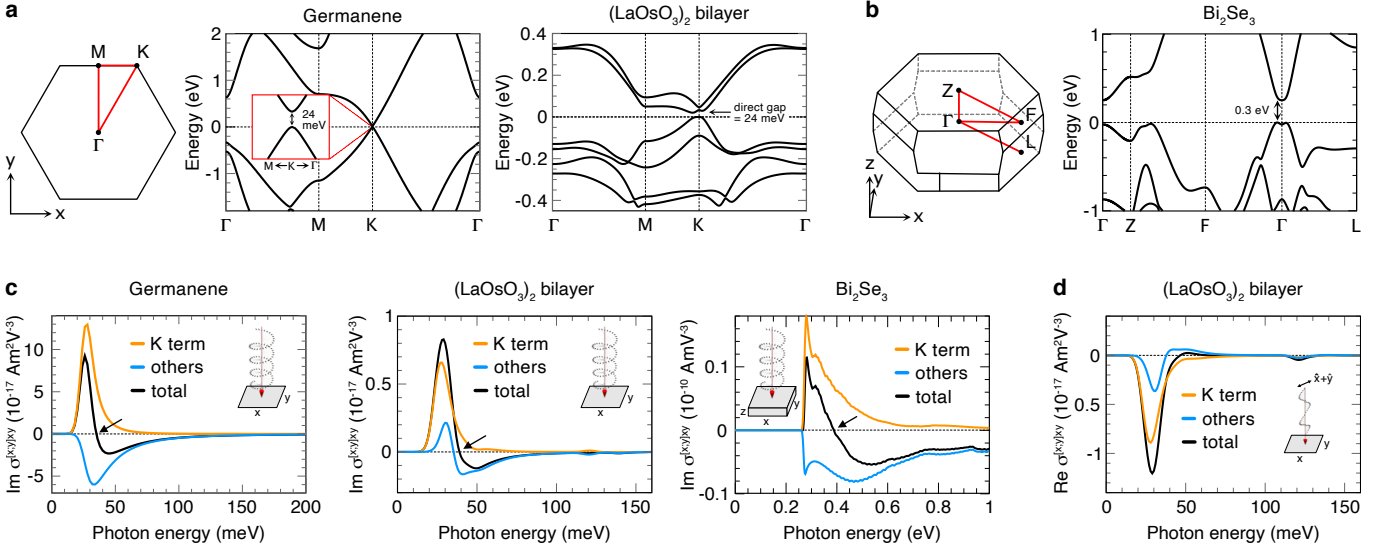 a
Germanene
(LaOsO3)2 bilayer
b
Bi2Se3
M
K
Γ
y
x
Energy (eV)
2
1
0
-1
24
meV
M←K→Γ
Γ
M
K
Γ
Energy (eV)
0.4
0.2
0
-0.2
-0.4
direct gap
= 24 meV
Γ
M
K
Γ
Z
Γ
F
L
z
y
x
Energy (eV)
1
0
-1
0.3 eV
Γ
Z
F
Γ
L
c
Germanene
Im σ[x;y]xy (10-17 Am2V-3)
10
5
0
-5
K term
others
total
x
y
0
50
100
150
200
Photon energy (meV)
(LaOsO3)2 bilayer
Im σ[x;y]xy (10-17 Am2V-3)
1
0.5
0
K term
others
total
x
y
0
50
100
150
Photon energy (meV)
Bi2Se3
Im σ[x;y]xy (10-10 AmV-3)
0.1
0
-0.1
K term
others
total
z
x
y
0
0.2
0.4
0.6
0.8
1
Photon energy (eV)
d
(LaOsO3)2 bilayer
Re σ[x;y]xy (10-17 Am2V-3)
0
-1
K term
others
total
x̂+ŷ
x
y
0
50
100
150
Photon energy (meV)